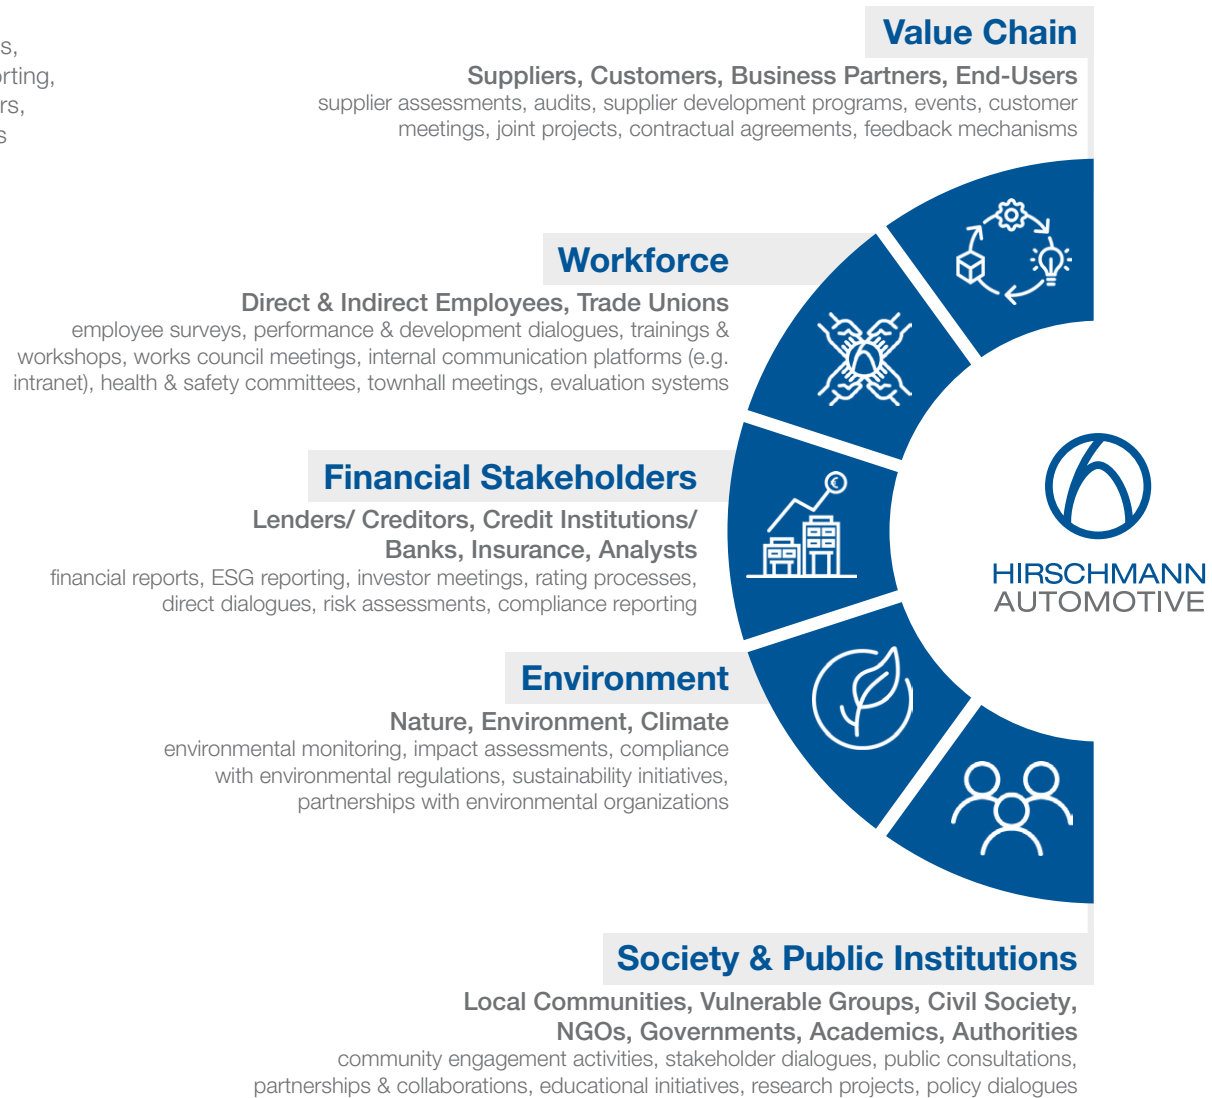 s,
orting,
rs,
s
Value Chain
Suppliers, Customers, Business Partners, End-Users
supplier assessments, audits, supplier development programs, events, customer
meetings, joint projects, contractual agreements, feedback mechanisms
Workforce
Direct & Indirect Employees, Trade Unions
employee surveys, performance & development dialogues, trainings &
workshops, works council meetings, internal communication platforms (e.g.
intranet), health & safety committees, townhall meetings, evaluation systems
Financial Stakeholders
Lenders/ Creditors, Credit Institutions/
Banks, Insurance, Analysts
financial reports, ESG reporting, investor meetings, rating processes,
direct dialogues, risk assessments, compliance reporting
€
HIRSCHMANN
AUTOMOTIVE
Environment
Nature, Environment, Climate
environmental monitoring, impact assessments, compliance
with environmental regulations, sustainability initiatives,
partnerships with environmental organizations
Society & Public Institutions
Local Communities, Vulnerable Groups, Civil Society,
NGOs, Governments, Academics, Authorities
community engagement activities, stakeholder dialogues, public consultations,
partnerships & collaborations, educational initiatives, research projects, policy dialogues